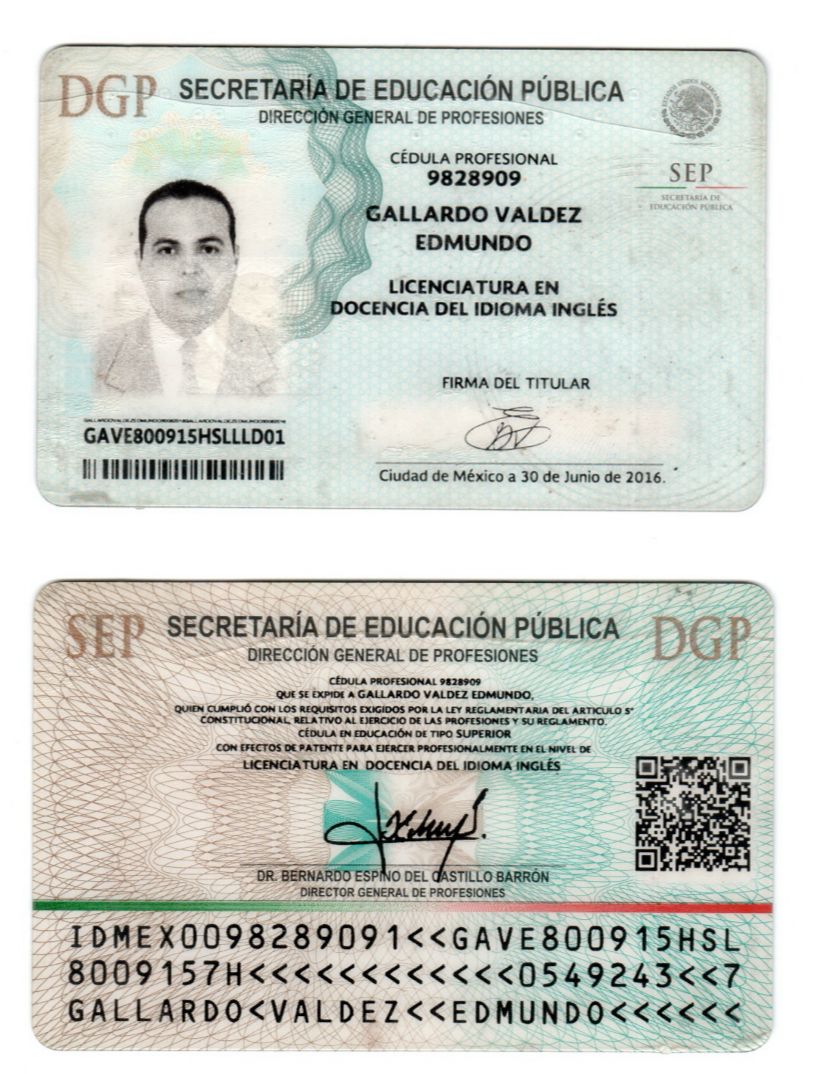 DGP
SECRETARÍA DE EDUCACIÓN PÚBLICA
DIRECCIÓN GENERAL DE PROFESIONES
ESTADOS UNIDOS MEXICANOS
CÉDULA PROFESIONAL
9828909
SEP
SECRETARÍA DE
EDUCACIÓN PÚBLICA
GALLARDO VALDEZ
EDMUNDO
LICENCIATURA EN
DOCENCIA DEL IDIOMA INGLÉS
FIRMA DEL TITULAR
GAVE800915HSLLLD01
Ciudad de México a 30 de Junio de 2016.
SEP
SECRETARÍA DE EDUCACIÓN PÚBLICA
DGP
DIRECCIÓN GENERAL DE PROFESIONES
CÉDULA PROFESIONAL 9828909
QUE SE EXPIDE A GALLARDO VALDEZ EDMUNDO,
QUIEN CUMPLIÓ CON LOS REQUISITOS EXIGIDOS POR LA LEY REGLAMENTARIA DEL ARTICULO 5°
CONSTITUCIONAL, RELATIVO AL EJERCICIO DE LAS PROFESIONES Y SU REGLAMENTO.
CÉDULA EN EDUCACIÓN DE TIPO SUPERIOR
CON EFECTOS DE PATENTE PARA EJERCER PROFESIONALMENTE EN EL NIVEL DE
LICENCIATURA EN DOCENCIA DEL IDIOMA INGLÉS
DR. BERNARDO ESPINO DEL CASTILLO BARRÓN
DIRECTOR GENERAL DE PROFESIONES
IDMEX0098289091<<GAVE800915HSL
8009157H<<<<<<<<<<<<<0549243<<7
GALLARDO<VALDEZ<<EDMUNDO<<<<<<